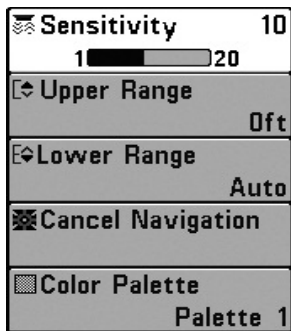 Sensitivity 10
1 20
Upper Range
0ft
Lower Range
Auto
Cancel Navigation
Color Palette
Palette 1